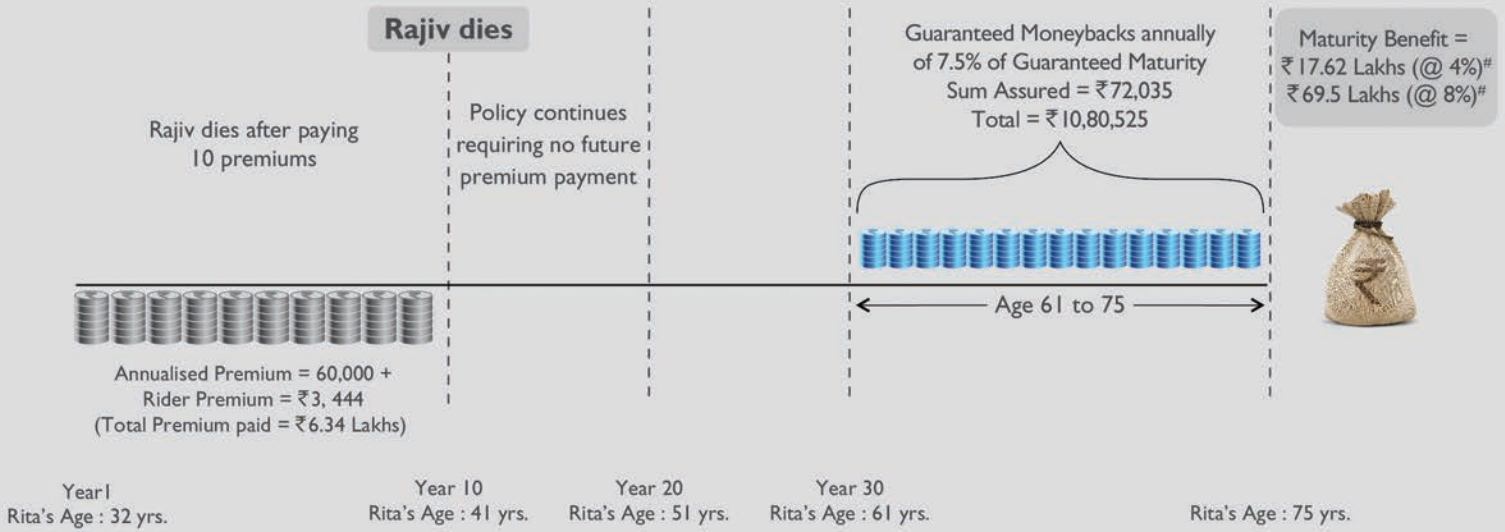 Rajiv dies
Rajiv dies after paying
10 premiums
Policy continues
requiring no future
premium payment
Guaranteed Moneybacks annually
of 7.5% of Guaranteed Maturity
Sum Assured = ₹72,035
Total = ₹10,80,525
Maturity Benefit =
₹17.62 Lakhs (@ 4%)#
₹69.5 Lakhs (@ 8%)#
₹
Age 61 to 75
Annualised Premium = 60,000 +
Rider Premium = ₹3, 444
(Total Premium paid = ₹6.34 Lakhs)
Year1
Rita's Age : 32 yrs.
Year 10
Rita's Age : 41 yrs.
Year 20
Rita's Age : 51 yrs.
Year 30
Rita's Age : 61 yrs.
Rita's Age : 75 yrs.